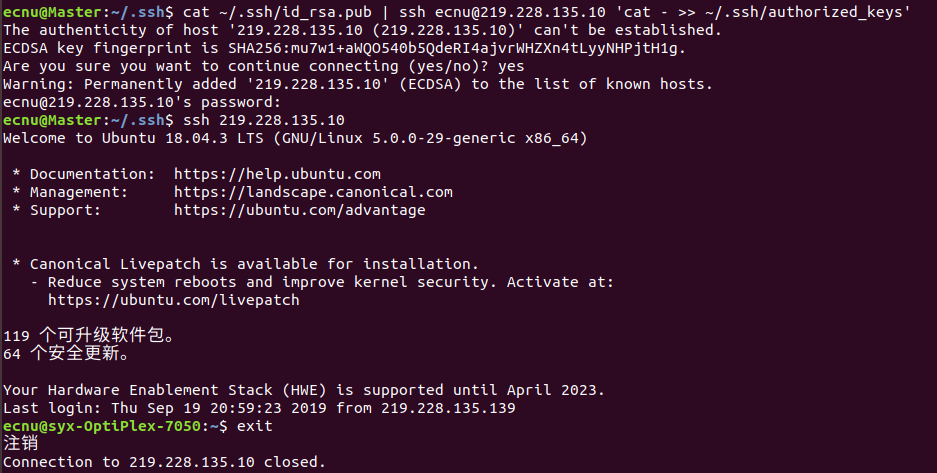 ecnu@Master:~/.ssh$ cat ~/.ssh/id_rsa.pub | ssh ecnu@219.228.135.10 'cat - >> ~/.ssh/authorized_keys'
The authenticity of host '219.228.135.10 (219.228.135.10)' can't be established.
ECDSA key fingerprint is SHA256:mu7w1+aWQO540b5QdeRI4ajvrWHZXn4tLyyNHPjtH1g.
Are you sure you want to continue connecting (yes/no)? yes
Warning: Permanently added '219.228.135.10' (ECDSA) to the list of known hosts.
ecnu@219.228.135.10's password:
ecnu@Master:~/.ssh$ ssh 219.228.135.10
Welcome to Ubuntu 18.04.3 LTS (GNU/Linux 5.0.0-29-generic x86_64)
* Documentation:  https://help.ubuntu.com
* Management:     https://landscape.canonical.com
* Support:        https://ubuntu.com/advantage
* Canonical Livepatch is available for installation.
- Reduce system reboots and improve kernel security. Activate at:
https://ubuntu.com/livepatch
119 个可升级软件包。
64 个安全更新。
Your Hardware Enablement Stack (HWE) is supported until April 2023.
Last login: Thu Sep 19 20:59:23 2019 from 219.228.135.139
ecnu@syx-OptiPlex-7050:~$ exit
注销
Connection to 219.228.135.10 closed.